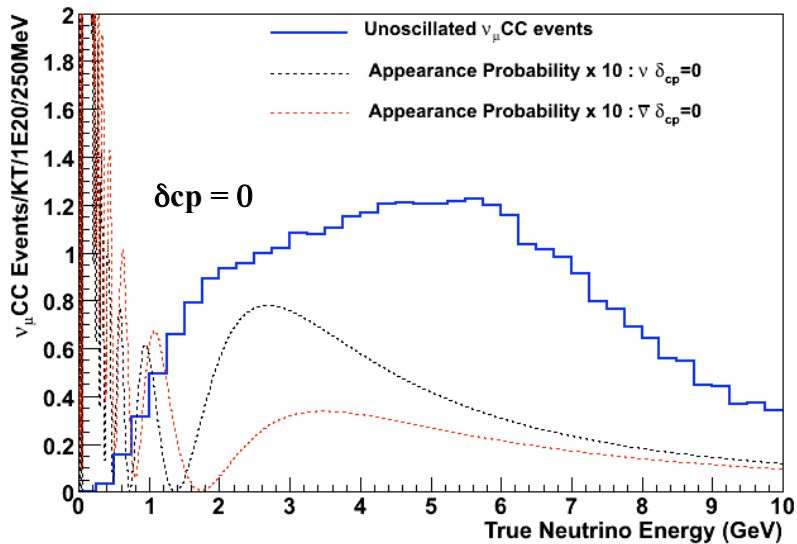 Unoscillated νμCC events
Appearance Probability x 10 : ν δcp=0
Appearance Probability x 10 : ν̅ δcp=0
δcp = 0
νμCC Events/KT/1E20/250MeV
2
1.8
1.6
1.4
1.2
1
0.8
0.6
0.4
0.2
0
0 1 2 3 4 5 6 7 8 9 10
True Neutrino Energy (GeV)